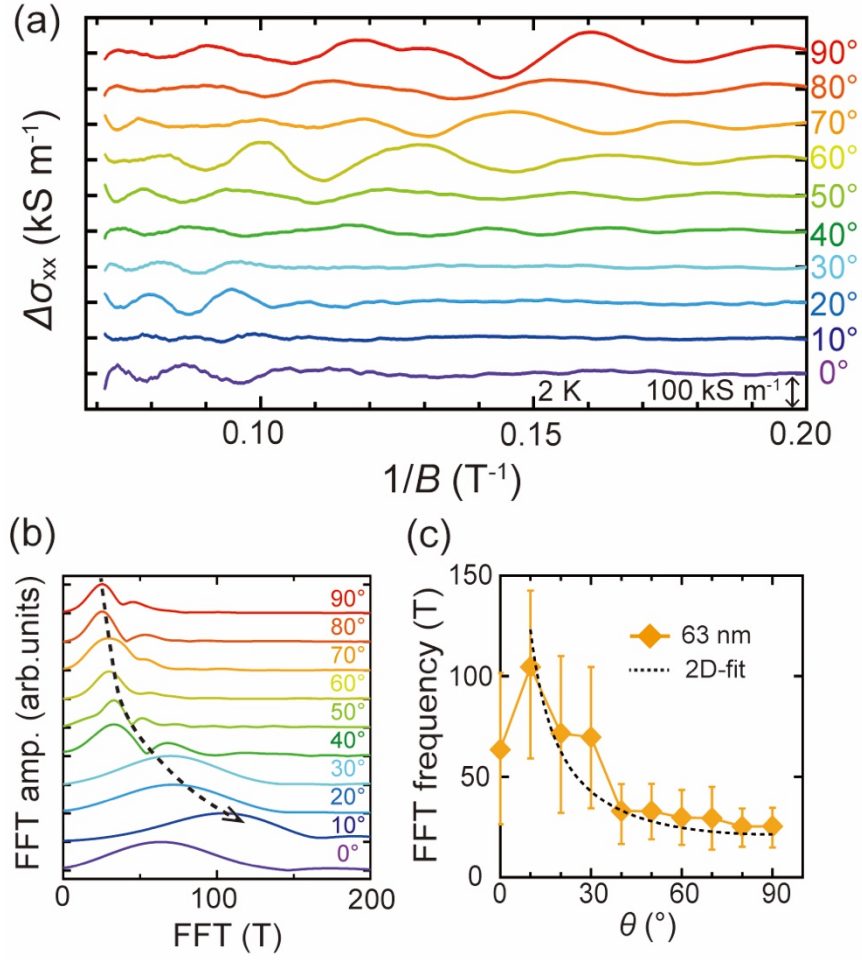 (a)
Δσxx (kS m-1)
90°
80°
70°
60°
50°
40°
30°
20°
10°
0°
2 K
100 kS m-1
0.10
0.15
0.20
1/B (T-1)
(b)
FFT amp. (arb.units)
90°
80°
70°
60°
50°
40°
30°
20°
10°
0°
0
100
200
FFT (T)
(c)
FFT frequency (T)
150
100
50
0
63 nm
2D-fit
0
30
60
90
θ (°)